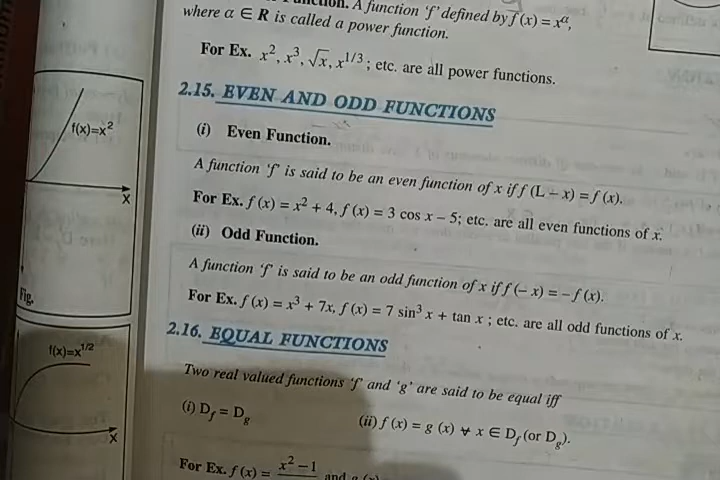 A function 'f' defined by f(x) = x^α,
where α ∈ R is called a power function.
For Ex. x², x³, √x, x^1/3; etc. are all power functions.
2.15. EVEN AND ODD FUNCTIONS
(i) Even Function.
A function 'f' is said to be an even function of x if f (L – x) = f (x).
For Ex. f (x) = x² + 4, f (x) = 3 cos x – 5; etc. are all even functions of x.
(ii) Odd Function.
A function 'f' is said to be an odd function of x if f (– x) = – f (x).
For Ex. f (x) = x³ + 7x, f (x) = 7 sin³ x + tan x ; etc. are all odd functions of x.
2.16. EQUAL FUNCTIONS
Two real valued functions 'f' and 'g' are said to be equal iff
(i) D_f = D_g (ii) f (x) = g (x) ∀ x ∈ D_f (or D_g).
For Ex. f (x) = x² – 1 and g (x)
f(x)=x²
X
Fig.
f(x)=x^1/2
X